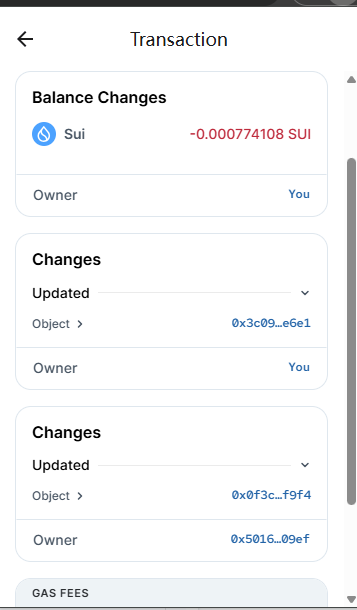 Transaction
Balance Changes
Sui -0.000774108 SUI
Owner You
Changes
Updated
Object 0x3c09…e6e1
Owner You
Changes
Updated
Object 0x0f3c…f9f4
Owner 0x5016…09ef
GAS FEES